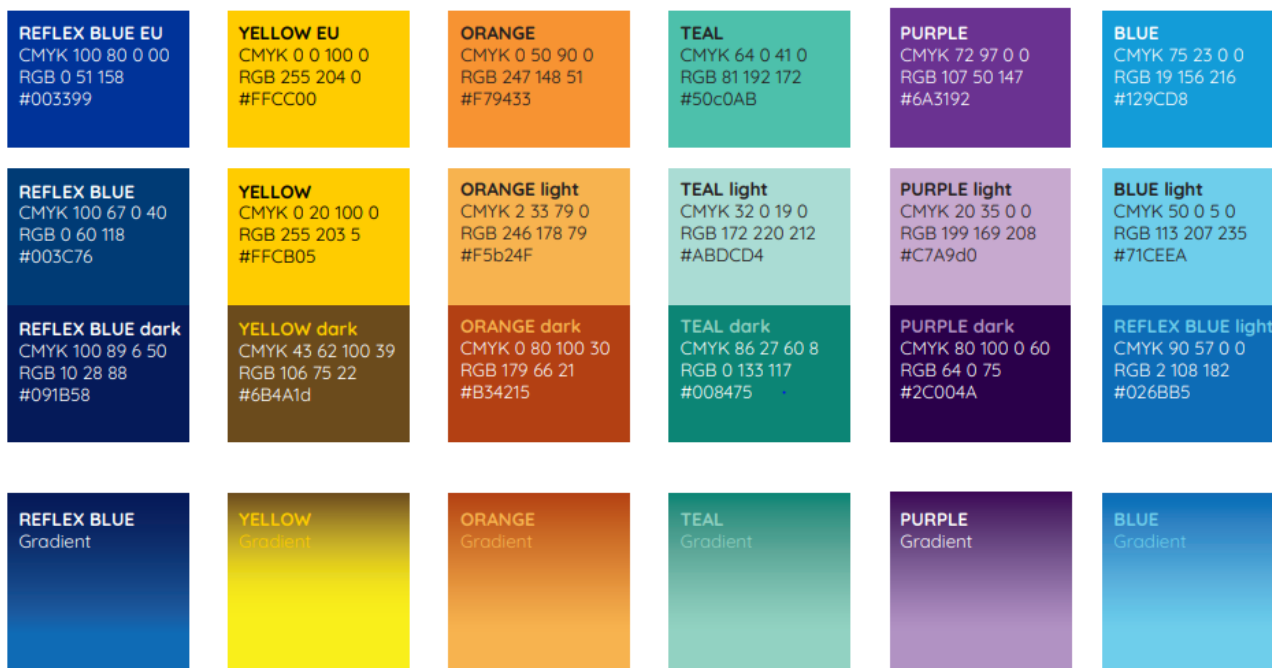 REFLEX BLUE EU
CMYK 100 80 0 00
RGB 0 51 158
#003399
YELLOW EU
CMYK 0 0 100 0
RGB 255 204 0
#FFCC00
ORANGE
CMYK 0 50 90 0
RGB 247 148 51
#F79433
TEAL
CMYK 64 0 41 0
RGB 81 192 172
#50c0AB
PURPLE
CMYK 72 97 0 0
RGB 107 50 147
#6A3192
BLUE
CMYK 75 23 0 0
RGB 19 156 216
#129CD8
REFLEX BLUE
CMYK 100 67 0 40
RGB 0 60 118
#003C76
YELLOW
CMYK 0 20 100 0
RGB 255 203 5
#FFCB05
ORANGE light
CMYK 2 33 79 0
RGB 246 178 79
#F5b24F
TEAL light
CMYK 32 0 19 0
RGB 172 220 212
#ABDCD4
PURPLE light
CMYK 20 35 0 0
RGB 199 169 208
#C7A9d0
BLUE light
CMYK 50 0 5 0
RGB 113 207 235
#71CEEA
REFLEX BLUE dark
CMYK 100 89 6 50
RGB 10 28 88
#091B58
YELLOW dark
CMYK 43 62 100 39
RGB 106 75 22
#6B4A1d
ORANGE dark
CMYK 0 80 100 30
RGB 179 66 21
#B34215
TEAL dark
CMYK 86 27 60 8
RGB 0 133 117
#008475
PURPLE dark
CMYK 80 100 0 60
RGB 64 0 75
#2C004A
REFLEX BLUE light
CMYK 90 57 0 0
RGB 2 108 182
#026BB5
REFLEX BLUE
Gradient
YELLOW
Gradient
ORANGE
Gradient
TEAL
Gradient
PURPLE
Gradient
BLUE
Gradient